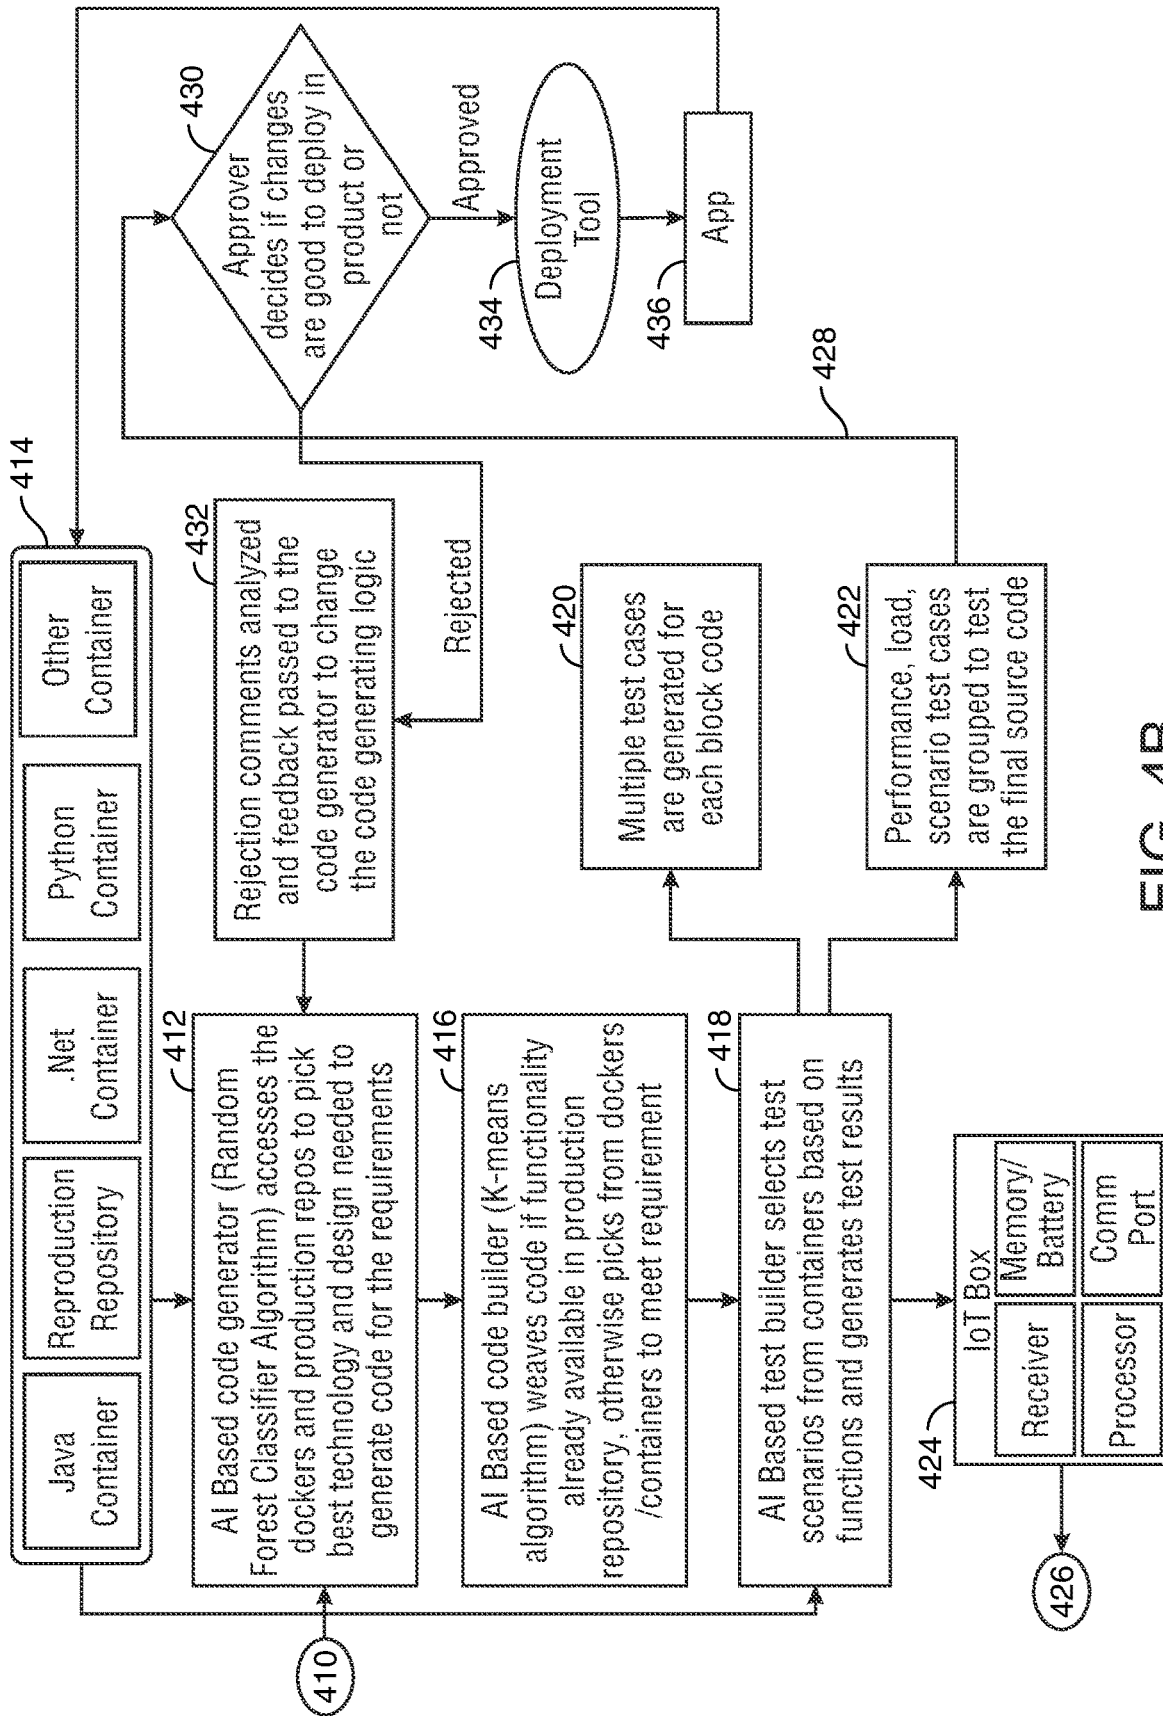 414
Java
Container
Reproduction
Repository
.Net
Container
Python
Container
Other
Container
410
412
AI Based code generator (Random
Forest Classifier Algorithm) accesses the
dockers and production repos to pick
best technology and design needed to
generate code for the requirements
432
Rejection comments analyzed
and feedback passed to the
code generator to change
the code generating logic
Rejected
430
Approver
decides if changes
are good to deploy in
product or
not
Approved
434
Deployment
Tool
436
App
416
AI Based code builder (K-means
algorithm) weaves code if functionality
already available in production
repository, otherwise picks from dockers
/containers to meet requirement
420
Multiple test cases
are generated for
each block code
418
AI Based test builder selects test
scenarios from containers based on
functions and generates test results
422
Performance, load,
scenario test cases
are grouped to test
the final source code
428
424
IoT Box
Receiver
Memory/
Battery
Processor
Comm
Port
426
FIG. 4B